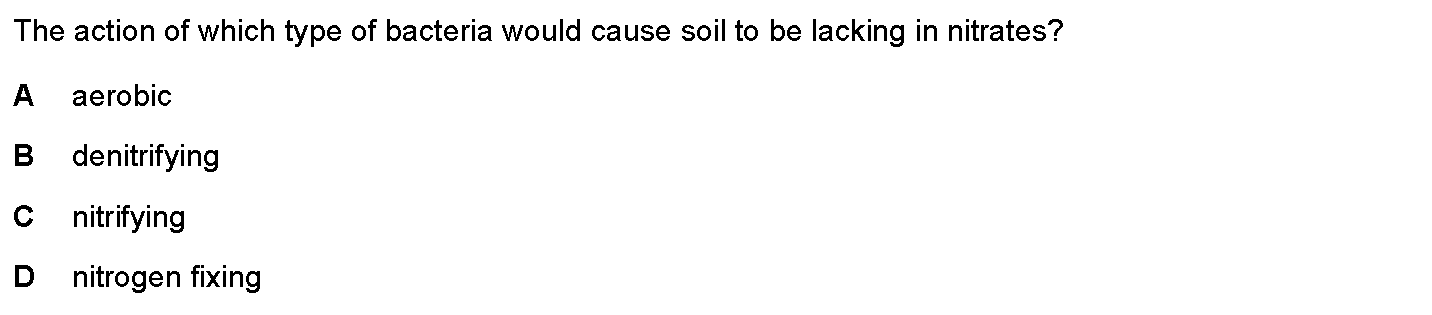 The action of which type of bacteria would cause soil to be lacking in nitrates?
A aerobic
B denitrifying
C nitrifying
D nitrogen fixing